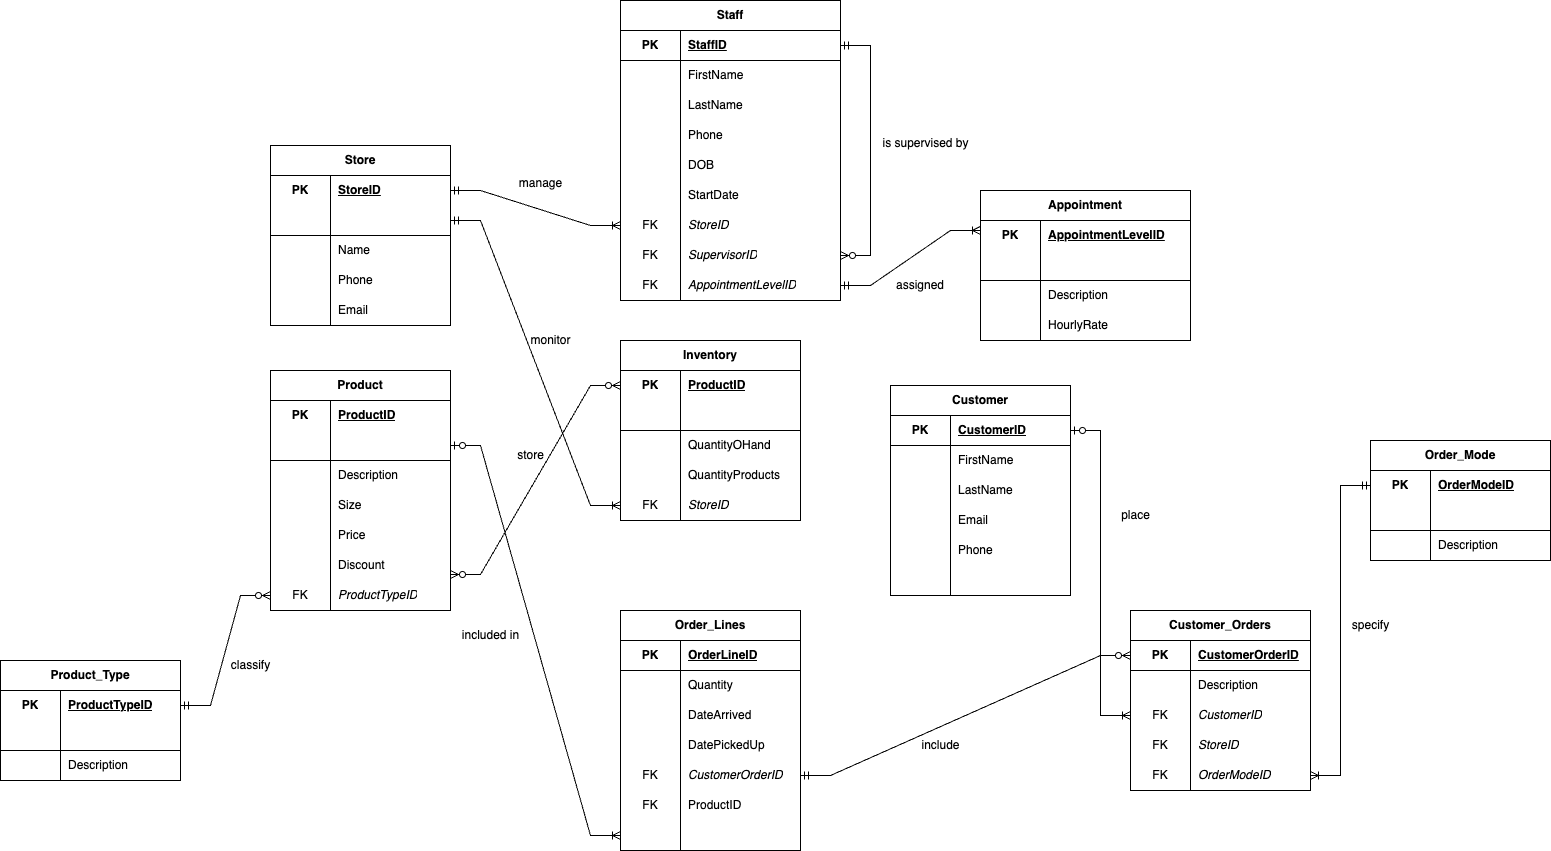 Staff
PK StaffID
FirstName
LastName
Phone
DOB
StartDate
FK StoreID
FK SupervisorID
FK AppointmentLevelID
is supervised by
Store
PK StoreID
Name
Phone
Email
manage
Appointment
PK AppointmentLevelID
Description
HourlyRate
assigned
monitor
Inventory
PK ProductID
QuantityOHand
QuantityProducts
FK StoreID
Product
PK ProductID
Description
Size
Price
Discount
FK ProductTypeID
store
Customer
PK CustomerID
FirstName
LastName
Email
Phone
place
Order_Mode
PK OrderModeID
Description
specify
included in
classify
Product_Type
PK ProductTypeID
Description
Order_Lines
PK OrderLineID
Quantity
DateArrived
DatePickedUp
FK CustomerOrderID
FK ProductID
include
Customer_Orders
PK CustomerOrderID
Description
FK CustomerID
FK StoreID
FK OrderModeID